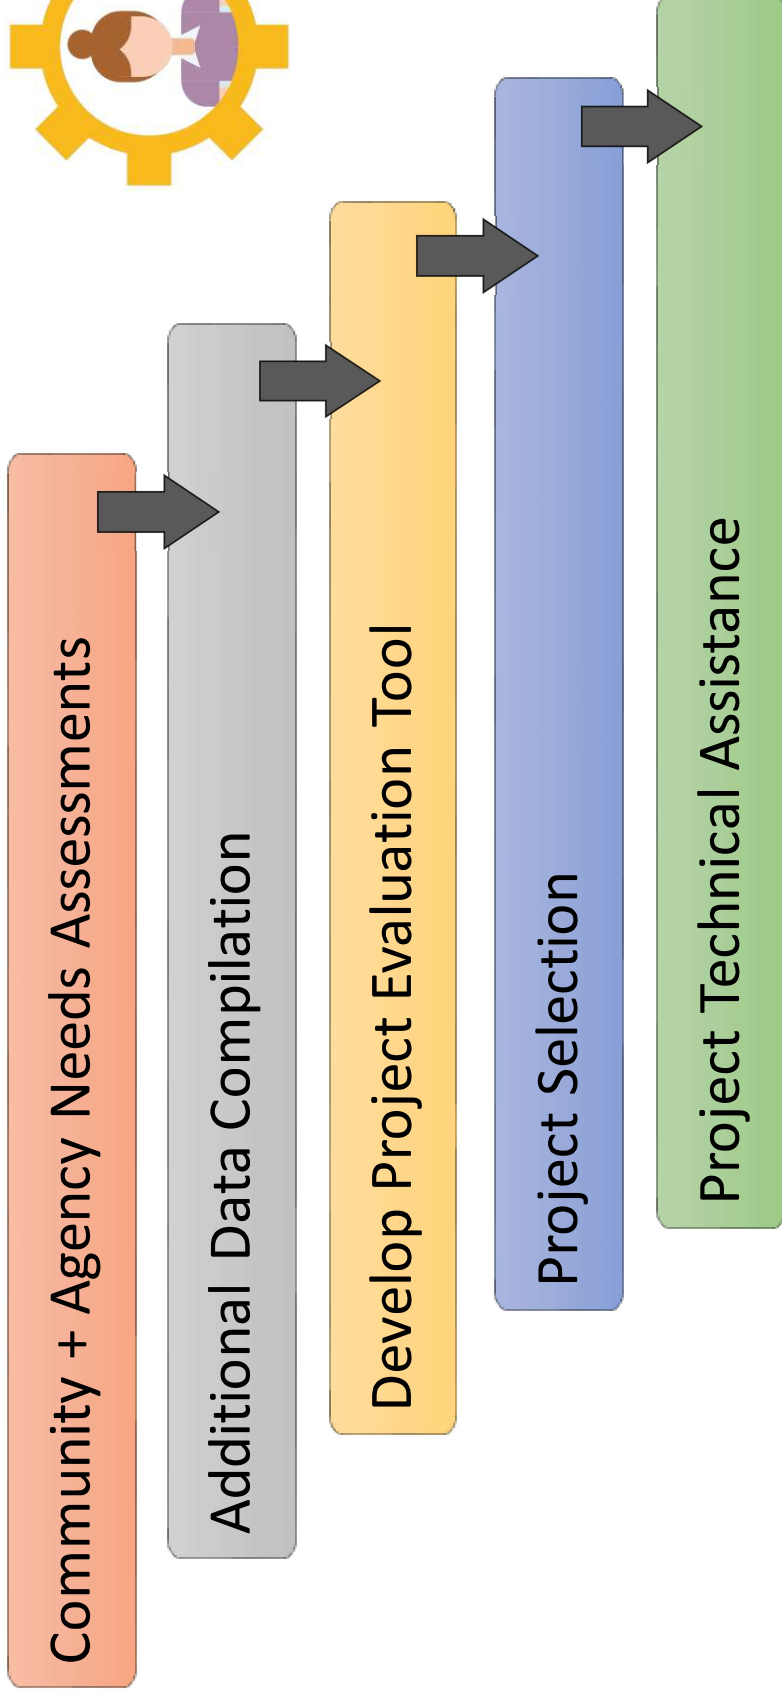 Community + Agency Needs Assessments
Additional Data Compilation
Develop Project Evaluation Tool
Project Selection
Project Technical Assistance